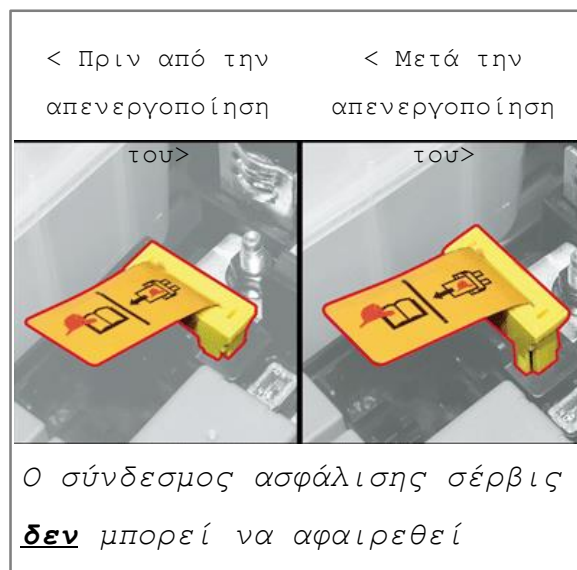 < Πριν από την
απενεργοποίηση
του>
< Μετά την
απενεργοποίηση
του>
Ο σύνδεσμος ασφάλισης σέρβις
δεν μπορεί να αφαιρεθεί